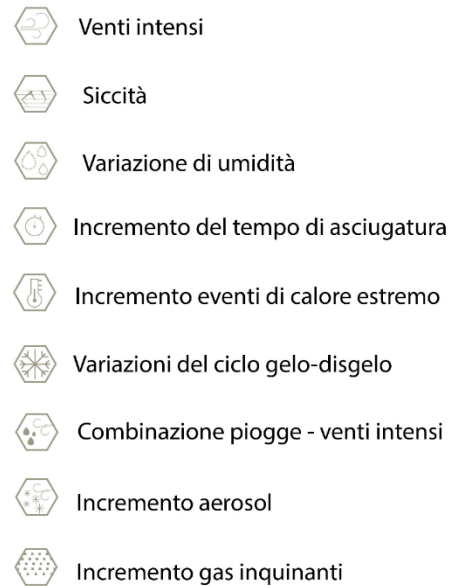 Venti intensi
Siccità
Variazione di umidità
Incremento del tempo di asciugatura
Incremento eventi di calore estremo
Variazioni del ciclo gelo-disgelo
Combinazione piogge - venti intensi
Incremento aerosol
Incremento gas inquinanti